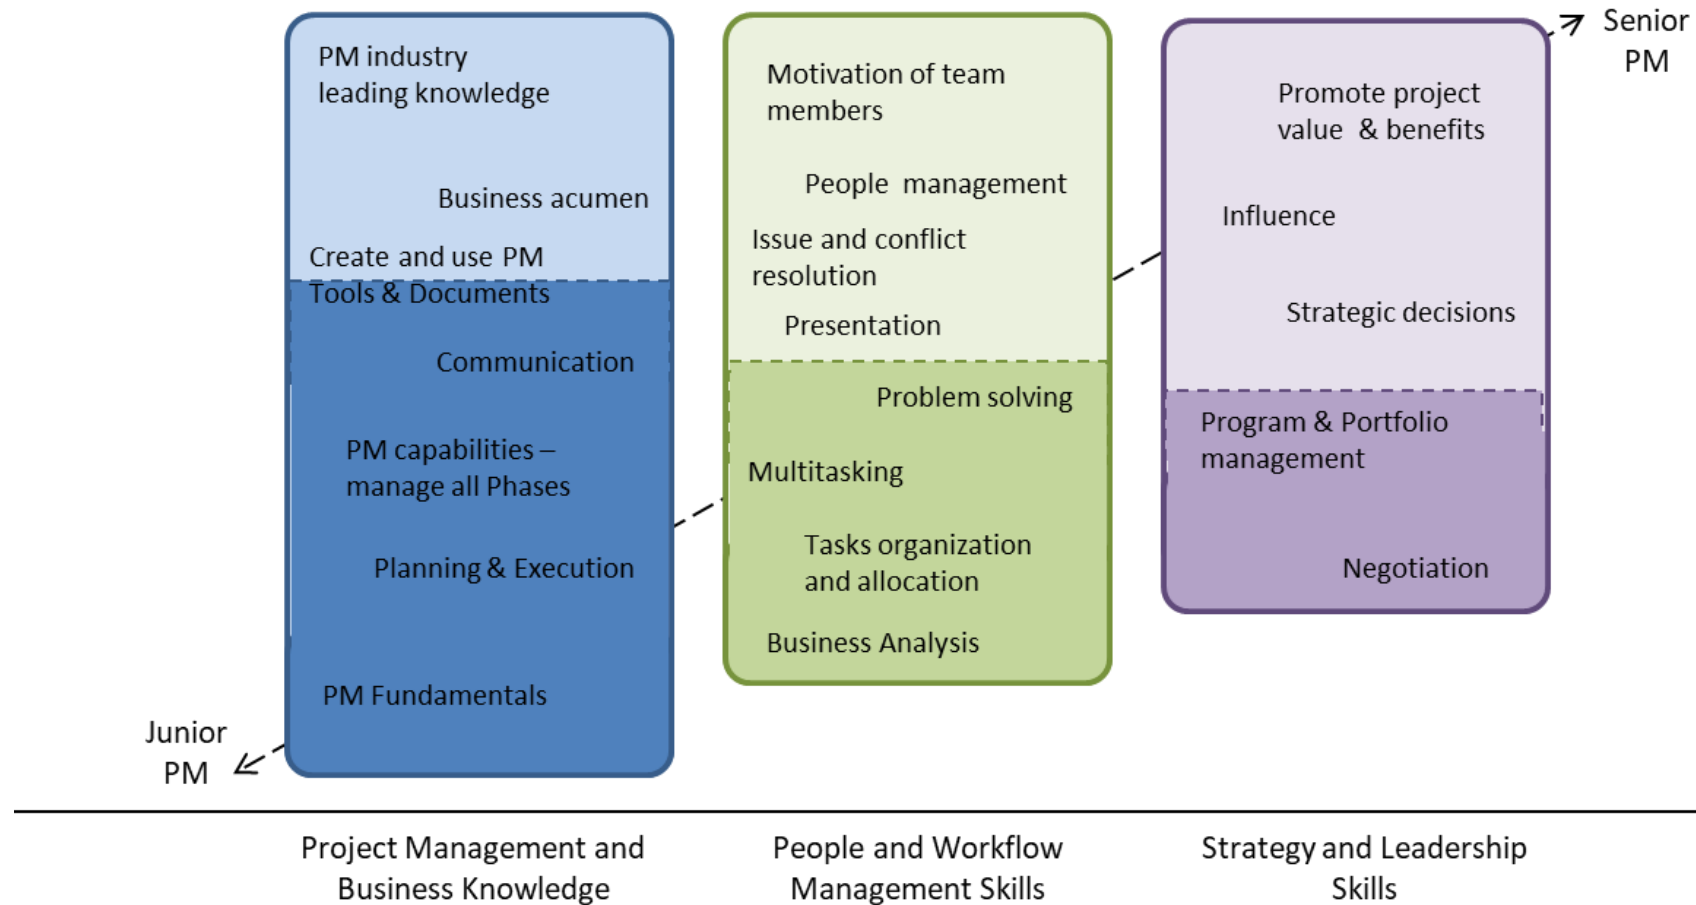 PM industry
leading knowledge
Business acumen
Create and use PM
Tools & Documents
Communication
PM capabilities –
manage all Phases
Planning & Execution
PM Fundamentals
Motivation of team
members
People management
Issue and conflict
resolution
Presentation
Problem solving
Multitasking
Tasks organization
and allocation
Business Analysis
Promote project
value & benefits
Influence
Strategic decisions
Program & Portfolio
management
Negotiation
Senior
PM
Junior
PM
Project Management and
Business Knowledge
People and Workflow
Management Skills
Strategy and Leadership
Skills